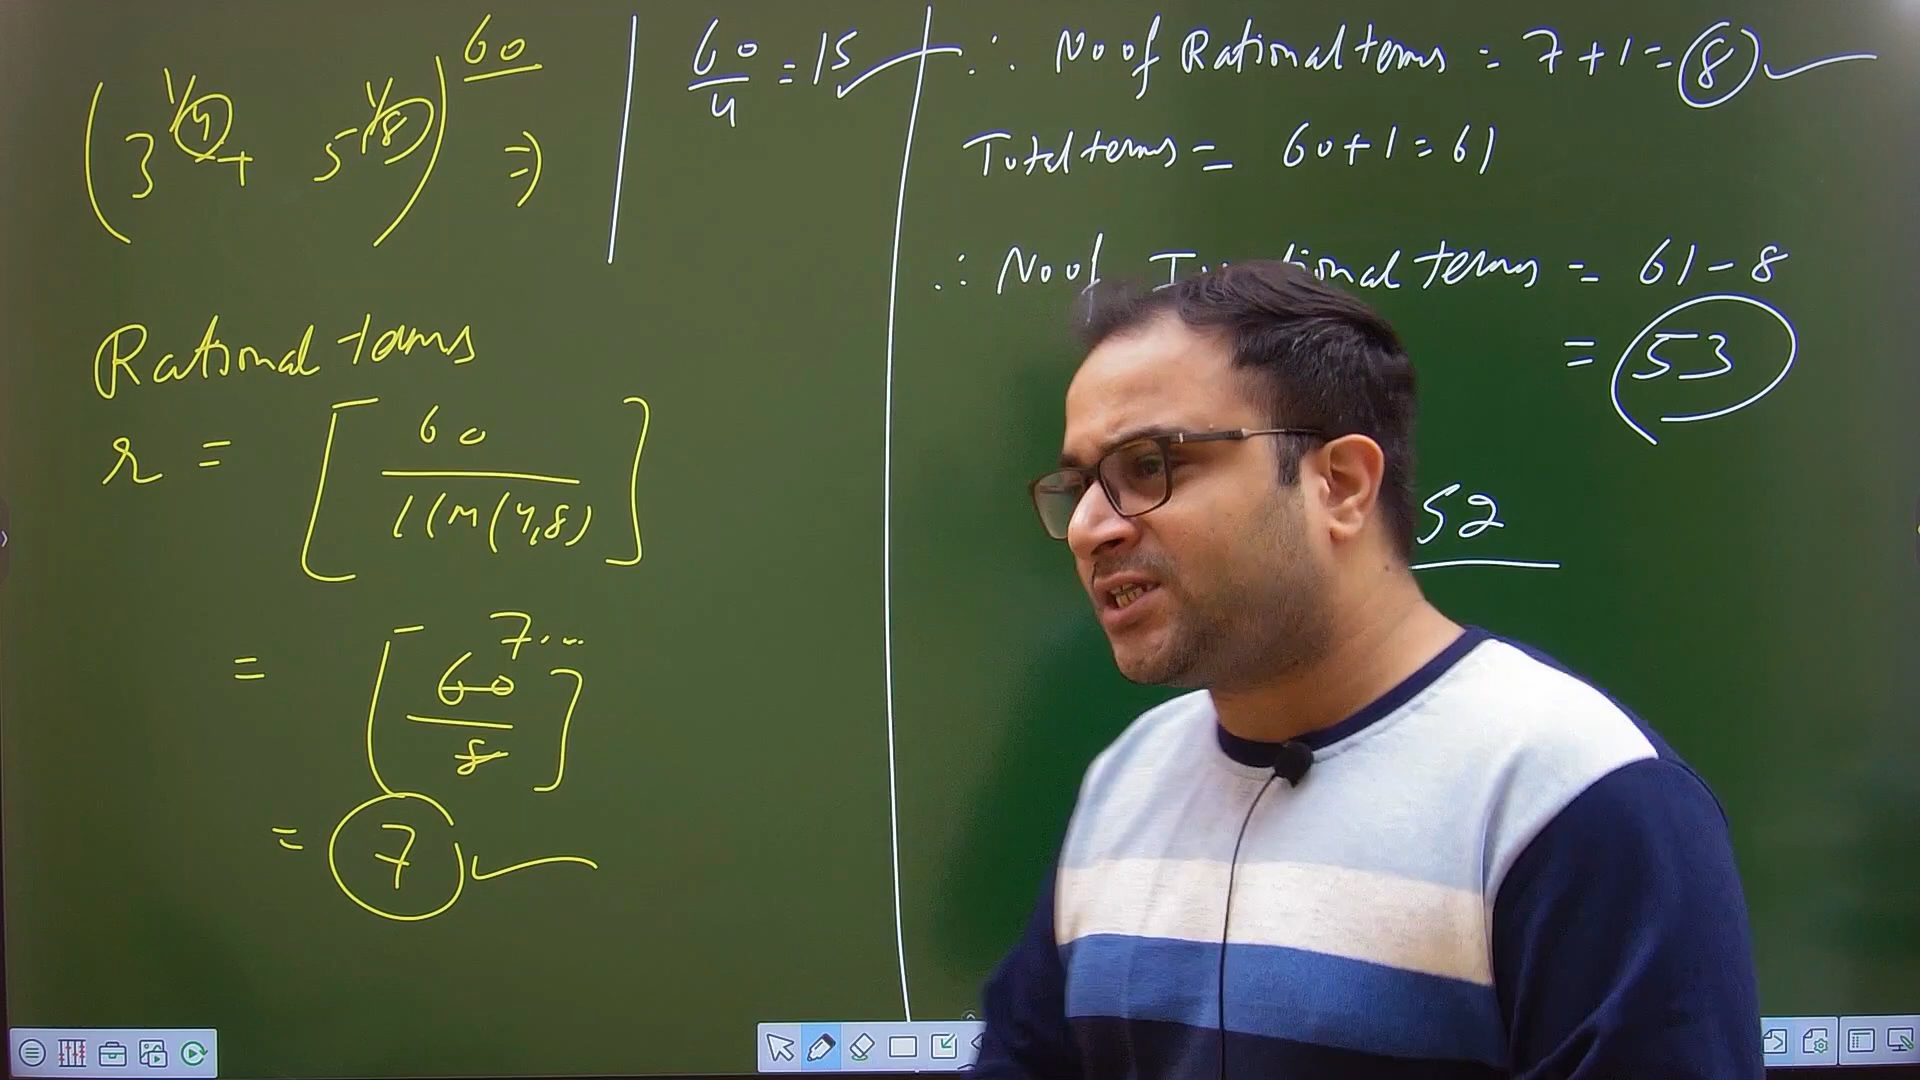 (3^1/4 + 5^1/8)^60 ⇒
60/4 = 15
Rational terms
r = [60 / LCM(4,8)]
= [60/8] 7...
= 7
∴ No of Rational terms = 7+1 = 8
Total terms = 60+1 = 61
∴ No of terms = 61-8
= 53
52